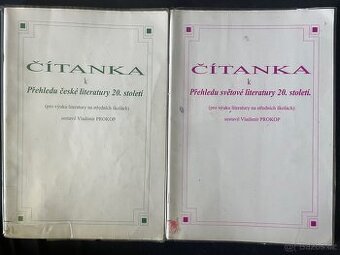 ČÍTANKA
k
Přehledu české literatury 20. století
(pro výuku literatury na středních školách)
sestavil Vladimír PROKOP
ČÍTANKA
k
Přehledu světové literatury 20. století.
(pro výuku literatury na středních školách)
sestavil Vladimír PROKOP